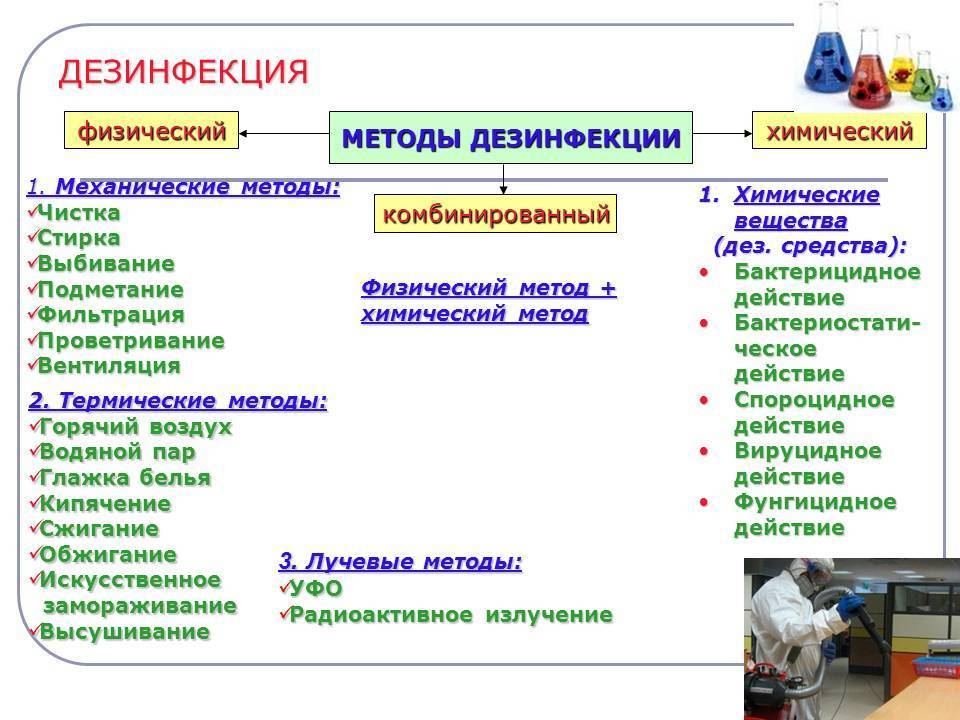 ДЕЗИНФЕКЦИЯ
физический
МЕТОДЫ ДЕЗИНФЕКЦИИ
химический
комбинированный
1. Механические методы:
Чистка
Стирка
Выбивание
Подметание
Фильтрация
Проветривание
Вентиляция
2. Термические методы:
Горячий воздух
Водяной пар
Глажка белья
Кипячение
Сжигание
Обжигание
Искусственное
замораживание
Высушивание
Физический метод +
химический метод
3. Лучевые методы:
УФО
Радиоактивное излучение
1. Химические
вещества
(дез. средства):
Бактерицидное
действие
Бактериостати-
ческое
действие
Спороцидное
действие
Вируцидное
действие
Фунгицидное
действие